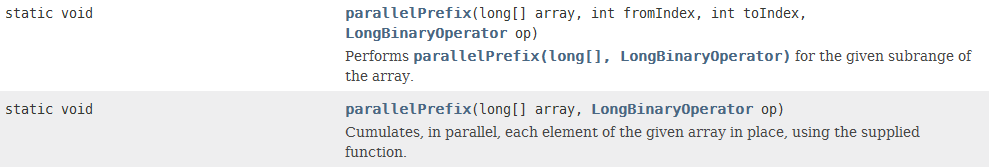 static void parallelPrefix(long[] array, int fromIndex, int toIndex,
LongBinaryOperator op)
Performs parallelPrefix(long[], LongBinaryOperator) for the given subrange of
the array.
static void parallelPrefix(long[] array, LongBinaryOperator op)
Cumulates, in parallel, each element of the given array in place, using the supplied
function.